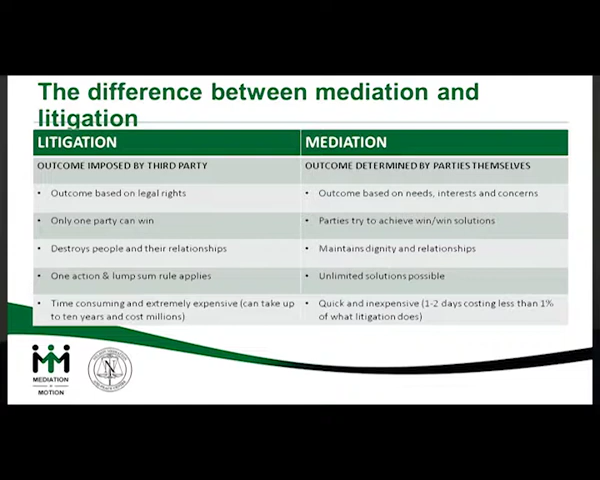 The difference between mediation and
litigation
LITIGATION
MEDIATION
OUTCOME IMPOSED BY THIRD PARTY
OUTCOME DETERMINED BY PARTIES THEMSELVES
• Outcome based on legal rights
• Outcome based on needs, interests and concerns
• Only one party can win
• Parties try to achieve win/win solutions
• Destroys people and their relationships
• Maintains dignity and relationships
• One action & lump sum rule applies
• Unlimited solutions possible
• Time consuming and extremely expensive (can take up
to ten years and cost millions)
• Quick and inexpensive (1-2 days costing less than 1%
of what litigation does)
MEDIATION
MOTION